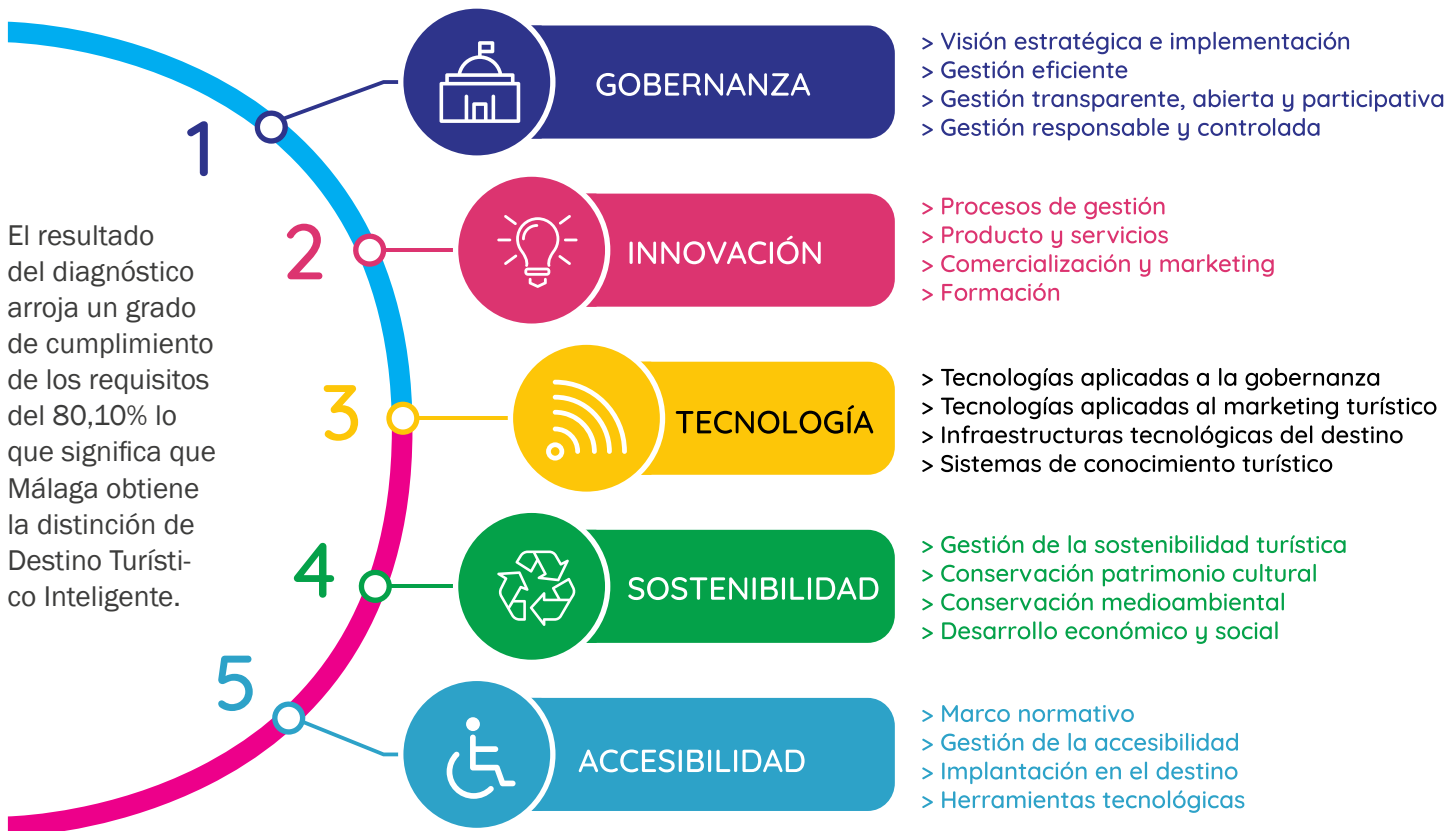 El resultado
del diagnóstico
arroja un grado
de cumplimiento
de los requisitos
del 80,10% lo
que significa que
Málaga obtiene
la distinción de
Destino Turísti-
co Inteligente.
1
GOBERNANZA
> Visión estratégica e implementación
> Gestión eficiente
> Gestión transparente, abierta y participativa
> Gestión responsable y controlada
2
INNOVACIÓN
> Procesos de gestión
> Producto y servicios
> Comercialización y marketing
> Formación
3
TECNOLOGÍA
> Tecnologías aplicadas a la gobernanza
> Tecnologías aplicadas al marketing turístico
> Infraestructuras tecnológicas del destino
> Sistemas de conocimiento turístico
4
SOSTENIBILIDAD
> Gestión de la sostenibilidad turística
> Conservación patrimonio cultural
> Conservación medioambiental
> Desarrollo económico y social
5
ACCESIBILIDAD
> Marco normativo
> Gestión de la accesibilidad
> Implantación en el destino
> Herramientas tecnológicas